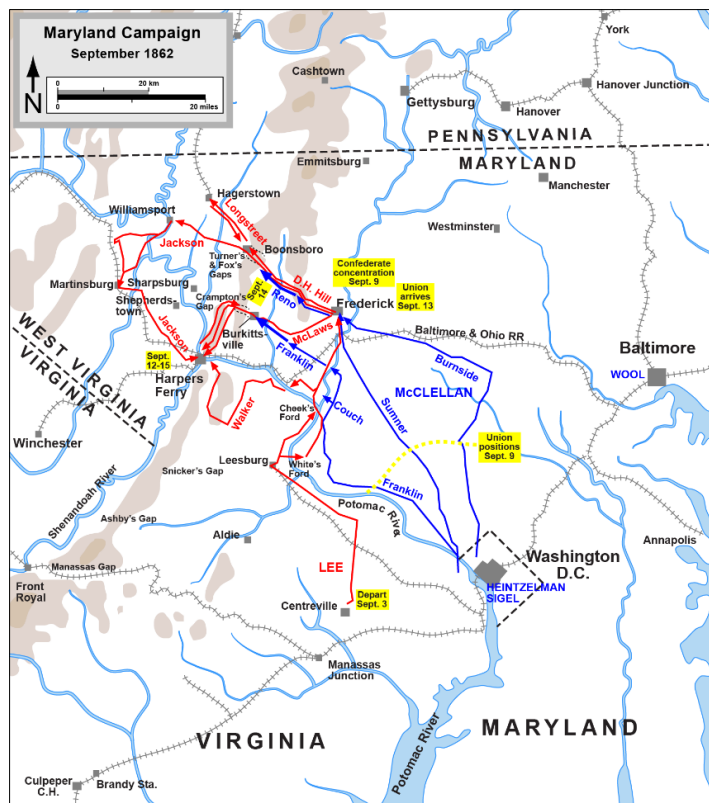 Maryland Campaign
September 1862
N
0
20 km
0
20 miles
York
Cashtown
Gettysburg
Hanover
Hanover Junction
PENNSYLVANIA
MARYLAND
Emmitsburg
Manchester
Hagerstown
Williamsport
Longstreet
Westminster
Jackson
Boonsboro
Turner's
& Fox's
Gaps
Confederate
concentration
Sept. 9
D.H. Hill
Union
arrives
Sept. 13
Martinsburg
Sharpsburg
Shepherds-
town
Crampton's
Gap
Sept.
14
Reno
Frederick
McLaws
Baltimore & Ohio RR
Jackson
Burkitts-
ville
Franklin
Burnside
Baltimore
WOOL
WEST VIRGINIA
VIRGINIA
Sept.
12-15
Harpers
Ferry
McCLELLAN
Walker
Cheek's
Ford
Couch
Sumner
Winchester
Union
positions
Sept. 9
Leesburg
White's
Ford
Snicker's Gap
Franklin
Shenandoah River
Potomac River
Ashby's Gap
Aldie
Annapolis
Manassas Gap
Front
Royal
LEE
Washington
D.C.
HEINTZELMAN
SIGEL
Centreville
Depart
Sept. 3
Manassas
Junction
Potomac River
MARYLAND
VIRGINIA
Culpeper
C.H.
Brandy Sta.